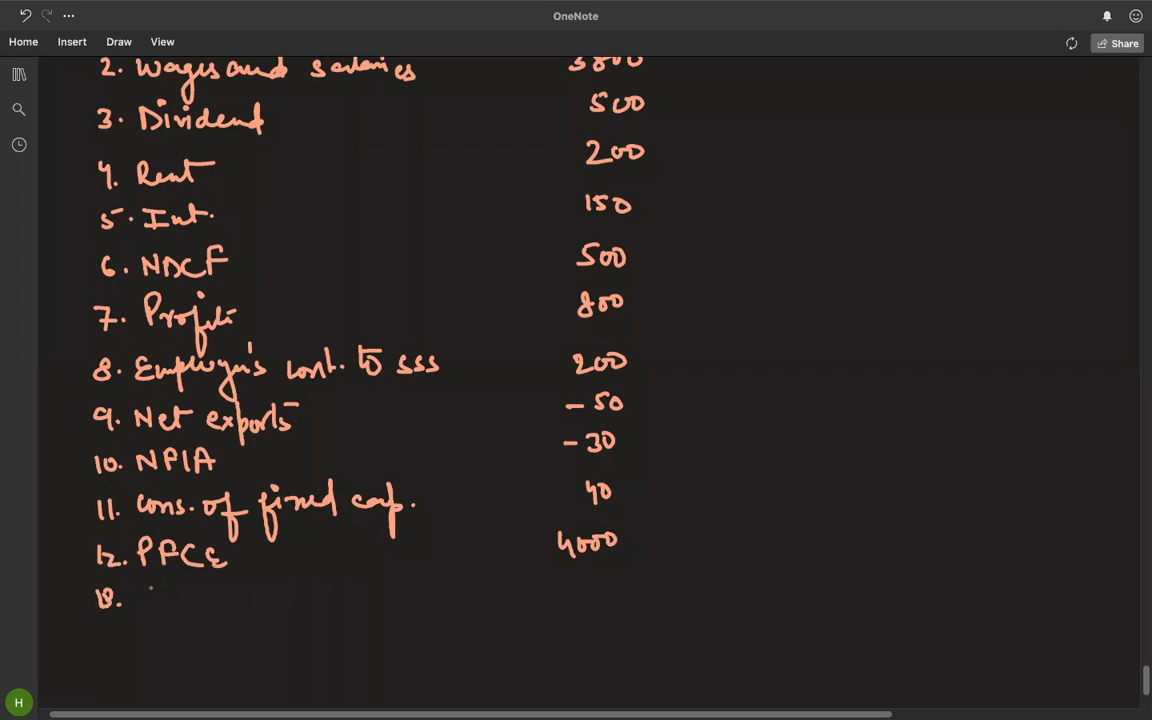 OneNote
Home Insert Draw View Share
2. Wages and salaries 3800
3. Dividend 500
4. Rent 200
5. Int. 150
6. NDCF 500
7. Profits 800
8. Employer's cont. to sss 200
9. Net exports - 50
10. NFIA - 30
11. Cons. of fixed cap. 40
12. PFCE 4000
13.
H